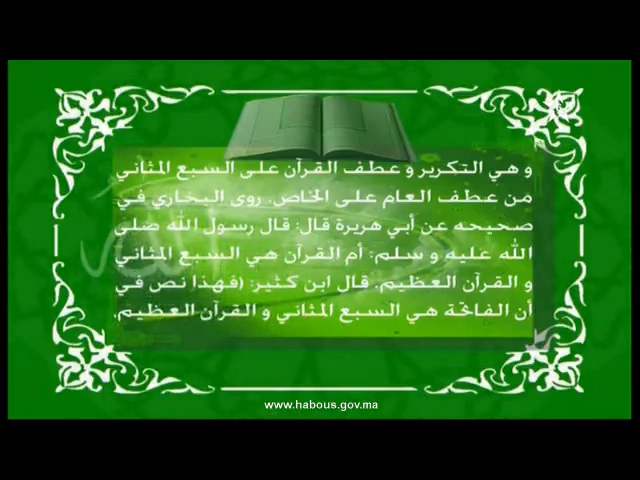 و هي التكرير و عطف القرآن على السبع المثاني
من عطف العام على الخاص. روى البخاري في
صحيحه عن أبي هريرة قال: قال رسول الله صلى
الله عليه و سلم: أم القرآن هي السبع المثاني
و القرآن العظيم. قال ابن كثير: (فهذا نص في
أن الفاتحة هي السبع المثاني و القرآن العظيم.
www.habous.gov.ma